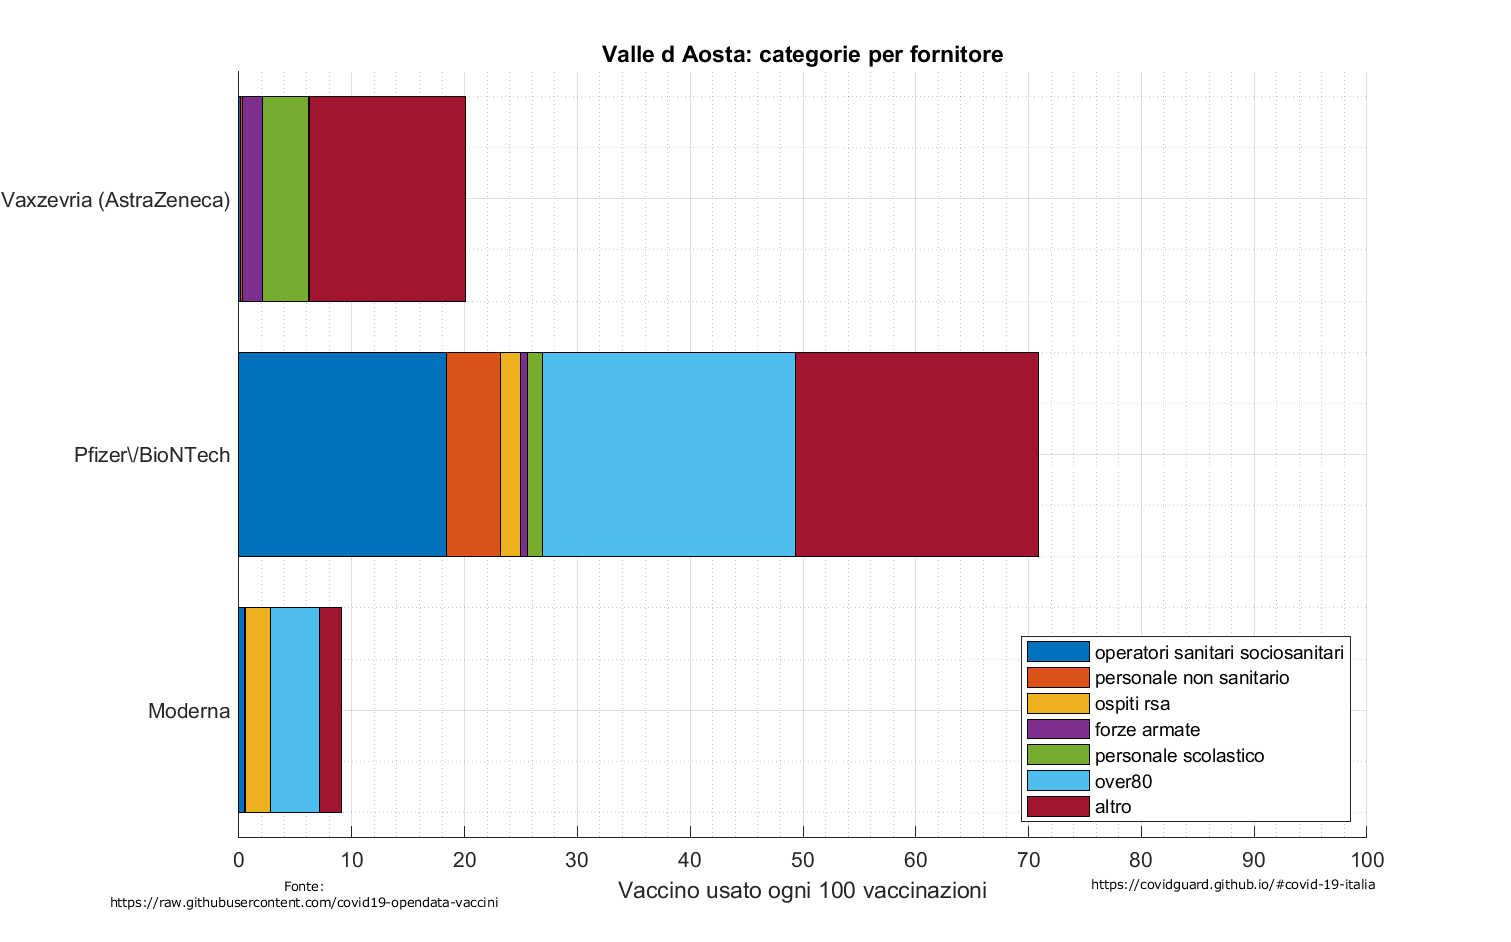 Valle d Aosta: categorie per fornitore
Vaxzevria (AstraZeneca)
Pfizer\/BioNTech
Moderna
operatori sanitari sociosanitari
personale non sanitario
ospiti rsa
forze armate
personale scolastico
over80
altro
0 10 20 30 40 50 60 70 80 90 100
Vaccino usato ogni 100 vaccinazioni
Fonte:
https://raw.githubusercontent.com/covid19-opendata-vaccini
https://covidguard.github.io/#covid-19-italia